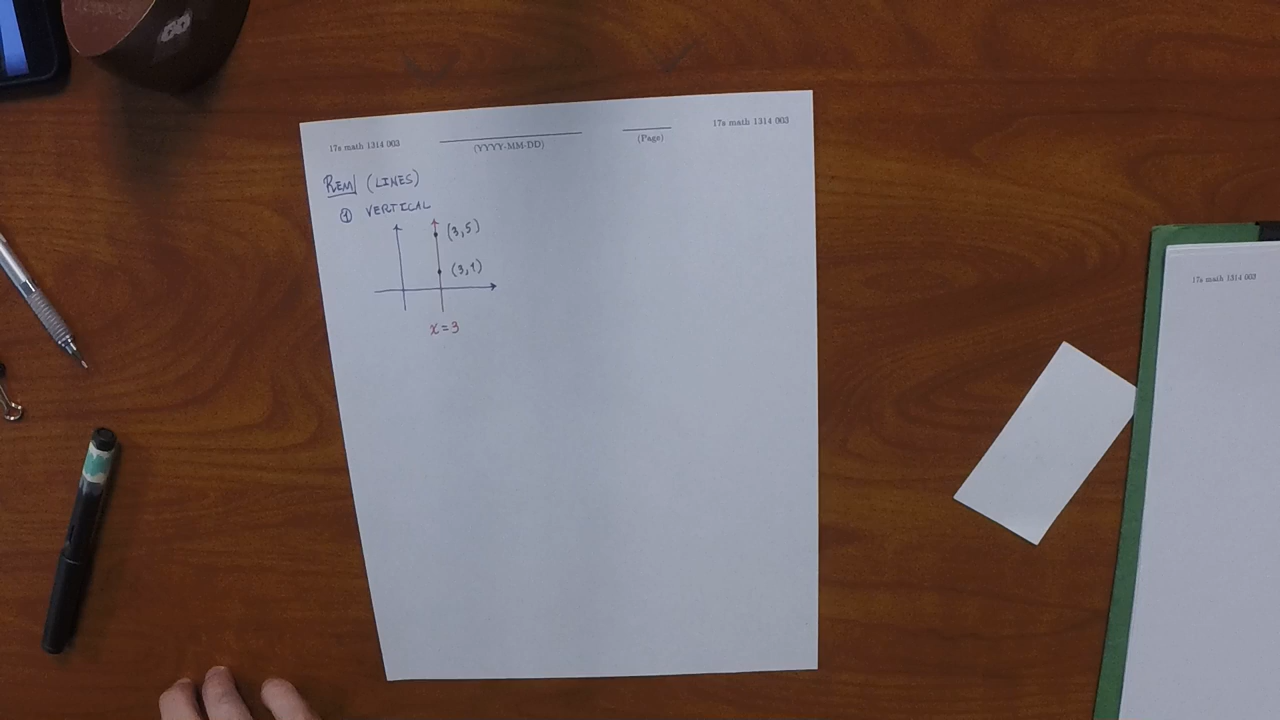 17s math 1314 003 (YYYY-MM-DD) (Page) 17s math 1314 003
REM (LINES)
① VERTICAL
(3,5)
(3,1)
x=3
17s math 1314 003